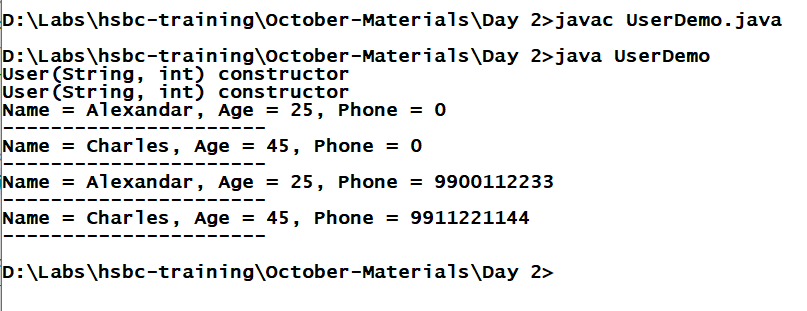 D:\Labs\hsbc-training\October-Materials\Day 2>javac UserDemo.java
D:\Labs\hsbc-training\October-Materials\Day 2>java UserDemo
User(String, int) constructor
User(String, int) constructor
Name = Alexandar, Age = 25, Phone = 0
----------------------
Name = Charles, Age = 45, Phone = 0
----------------------
Name = Alexandar, Age = 25, Phone = 9900112233
----------------------
Name = Charles, Age = 45, Phone = 9911221144
----------------------
D:\Labs\hsbc-training\October-Materials\Day 2>